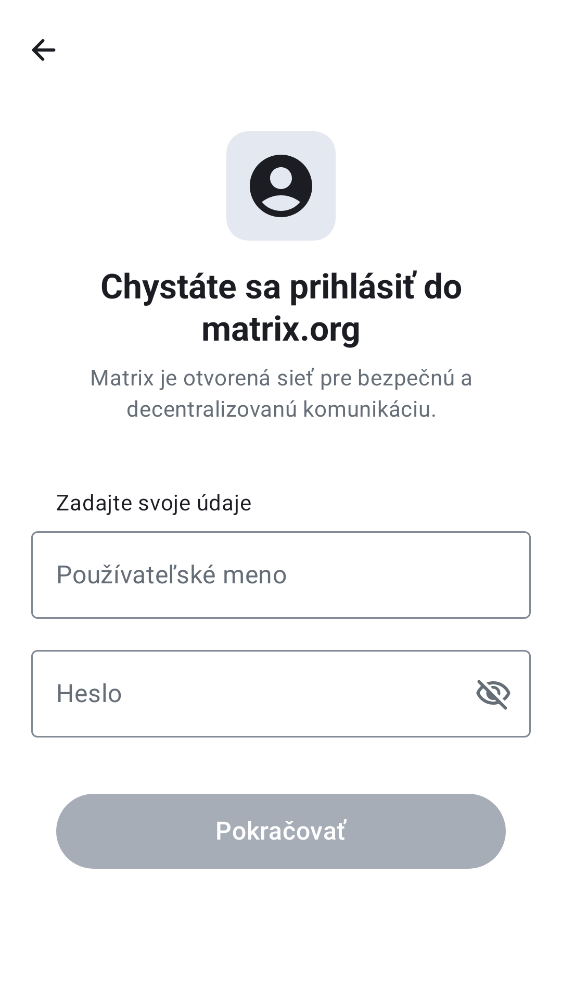 Chystáte sa prihlásiť do
matrix.org
Matrix je otvorená sieť pre bezpečnú a
decentralizovanú komunikáciu.
Zadajte svoje údaje
Používateľské meno
Heslo
Pokračovať